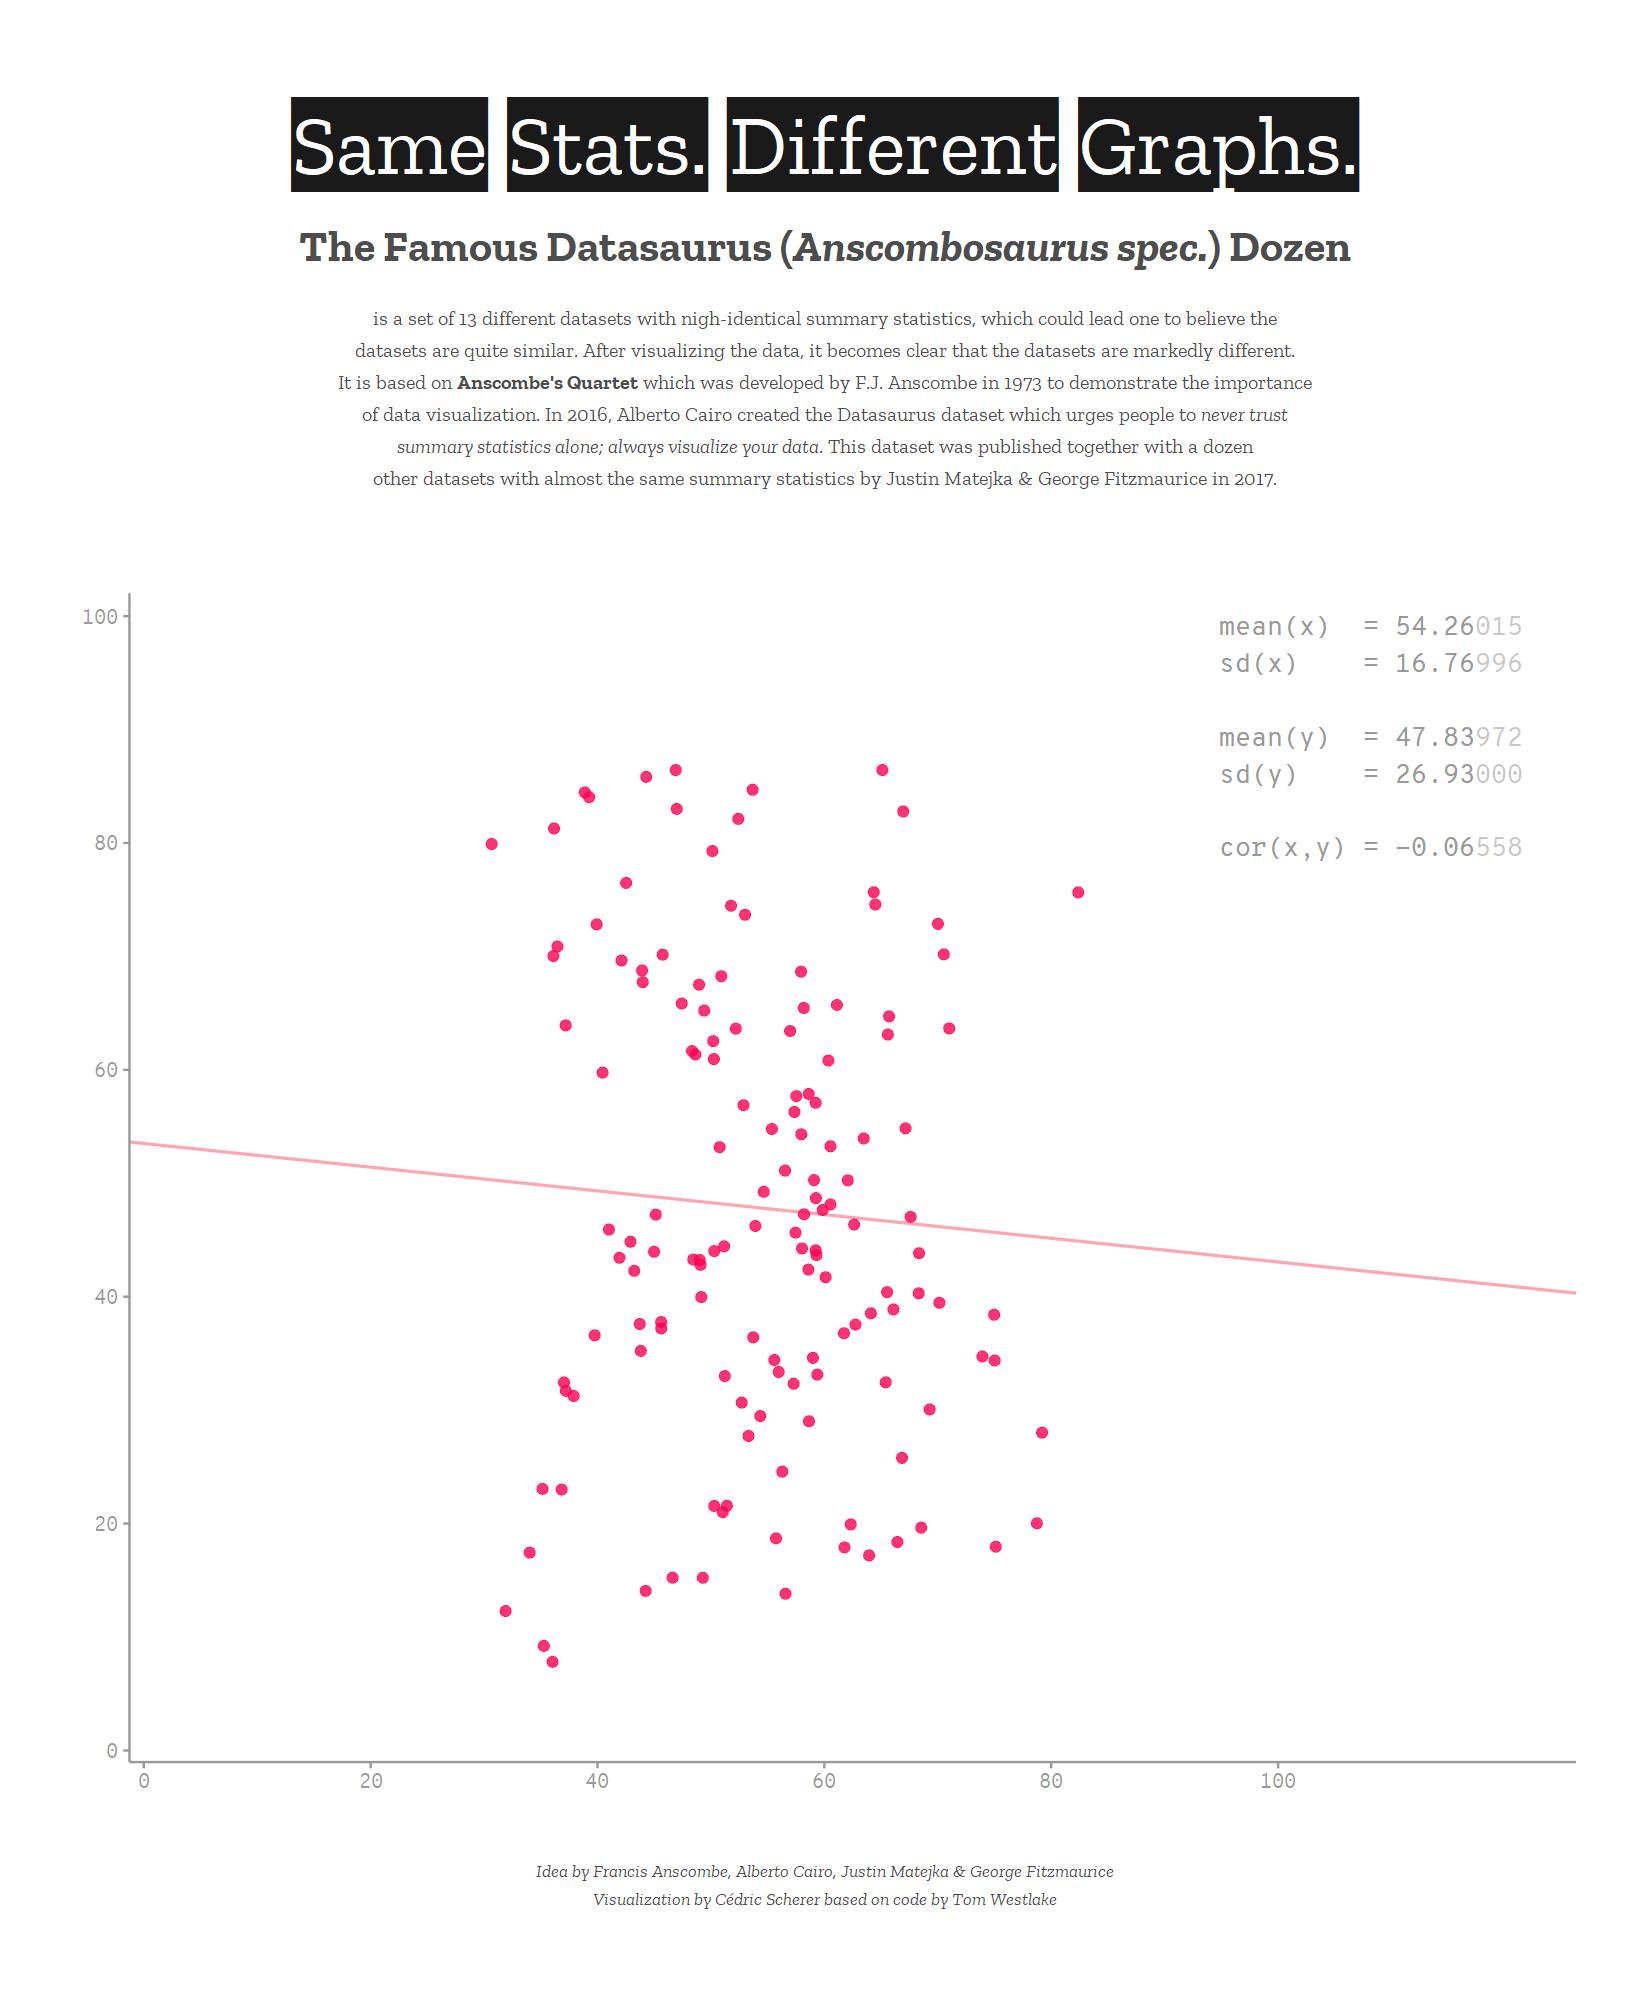 Same Stats. Different Graphs.
The Famous Datasaurus (Anscombosaurus spec.) Dozen
is a set of 13 different datasets with nigh-identical summary statistics, which could lead one to believe the
datasets are quite similar. After visualizing the data, it becomes clear that the datasets are markedly different.
It is based on Anscombe's Quartet which was developed by F.J. Anscombe in 1973 to demonstrate the importance
of data visualization. In 2016, Alberto Cairo created the Datasaurus dataset which urges people to never trust
summary statistics alone; always visualize your data. This dataset was published together with a dozen
other datasets with almost the same summary statistics by Justin Matejka & George Fitzmaurice in 2017.
mean(x) = 54.26015
sd(x) = 16.76996
mean(y) = 47.83972
sd(y) = 26.93000
cor(x,y) = −0.06558
100
80
60
40
20
0
0 20 40 60 80 100
Idea by Francis Anscombe, Alberto Cairo, Justin Matejka & George Fitzmaurice
Visualization by Cédric Scherer based on code by Tom Westlake